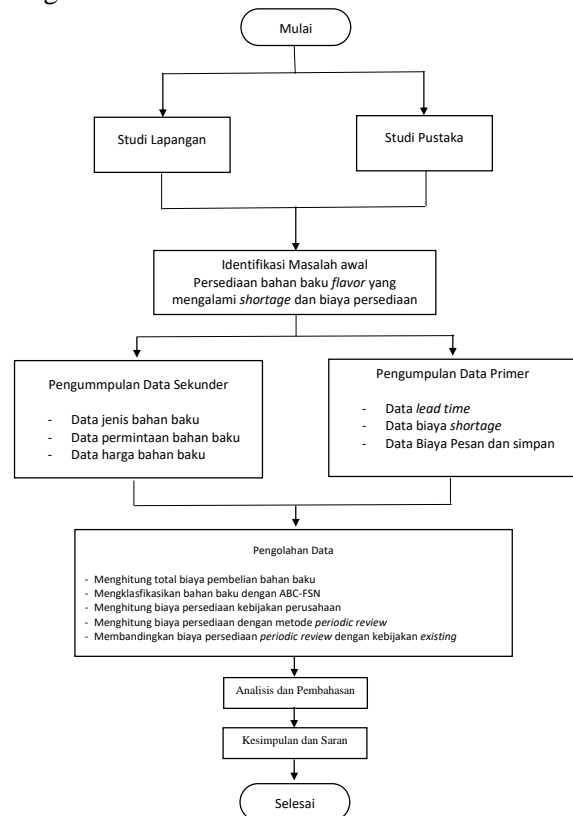 Mulai
Studi Lapangan
Studi Pustaka
Identifikasi Masalah awal
Persediaan bahan baku flavor yang
mengalami shortage dan biaya persediaan
Pengummpulan Data Sekunder
- Data jenis bahan baku
- Data permintaan bahan baku
- Data harga bahan baku
Pengumpulan Data Primer
- Data lead time
- Data biaya shortage
- Data Biaya Pesan dan simpan
Pengolahan Data
- Menghitung total biaya pembelian bahan baku
- Mengklasfikasikan bahan baku dengan ABC-FSN
- Menghitung biaya persediaan kebijakan perusahaan
- Menghitung biaya persediaan dengan metode periodic review
- Membandingkan biaya persediaan periodic review dengan kebijakan existing
Analisis dan Pembahasan
Kesimpulan dan Saran
Selesai